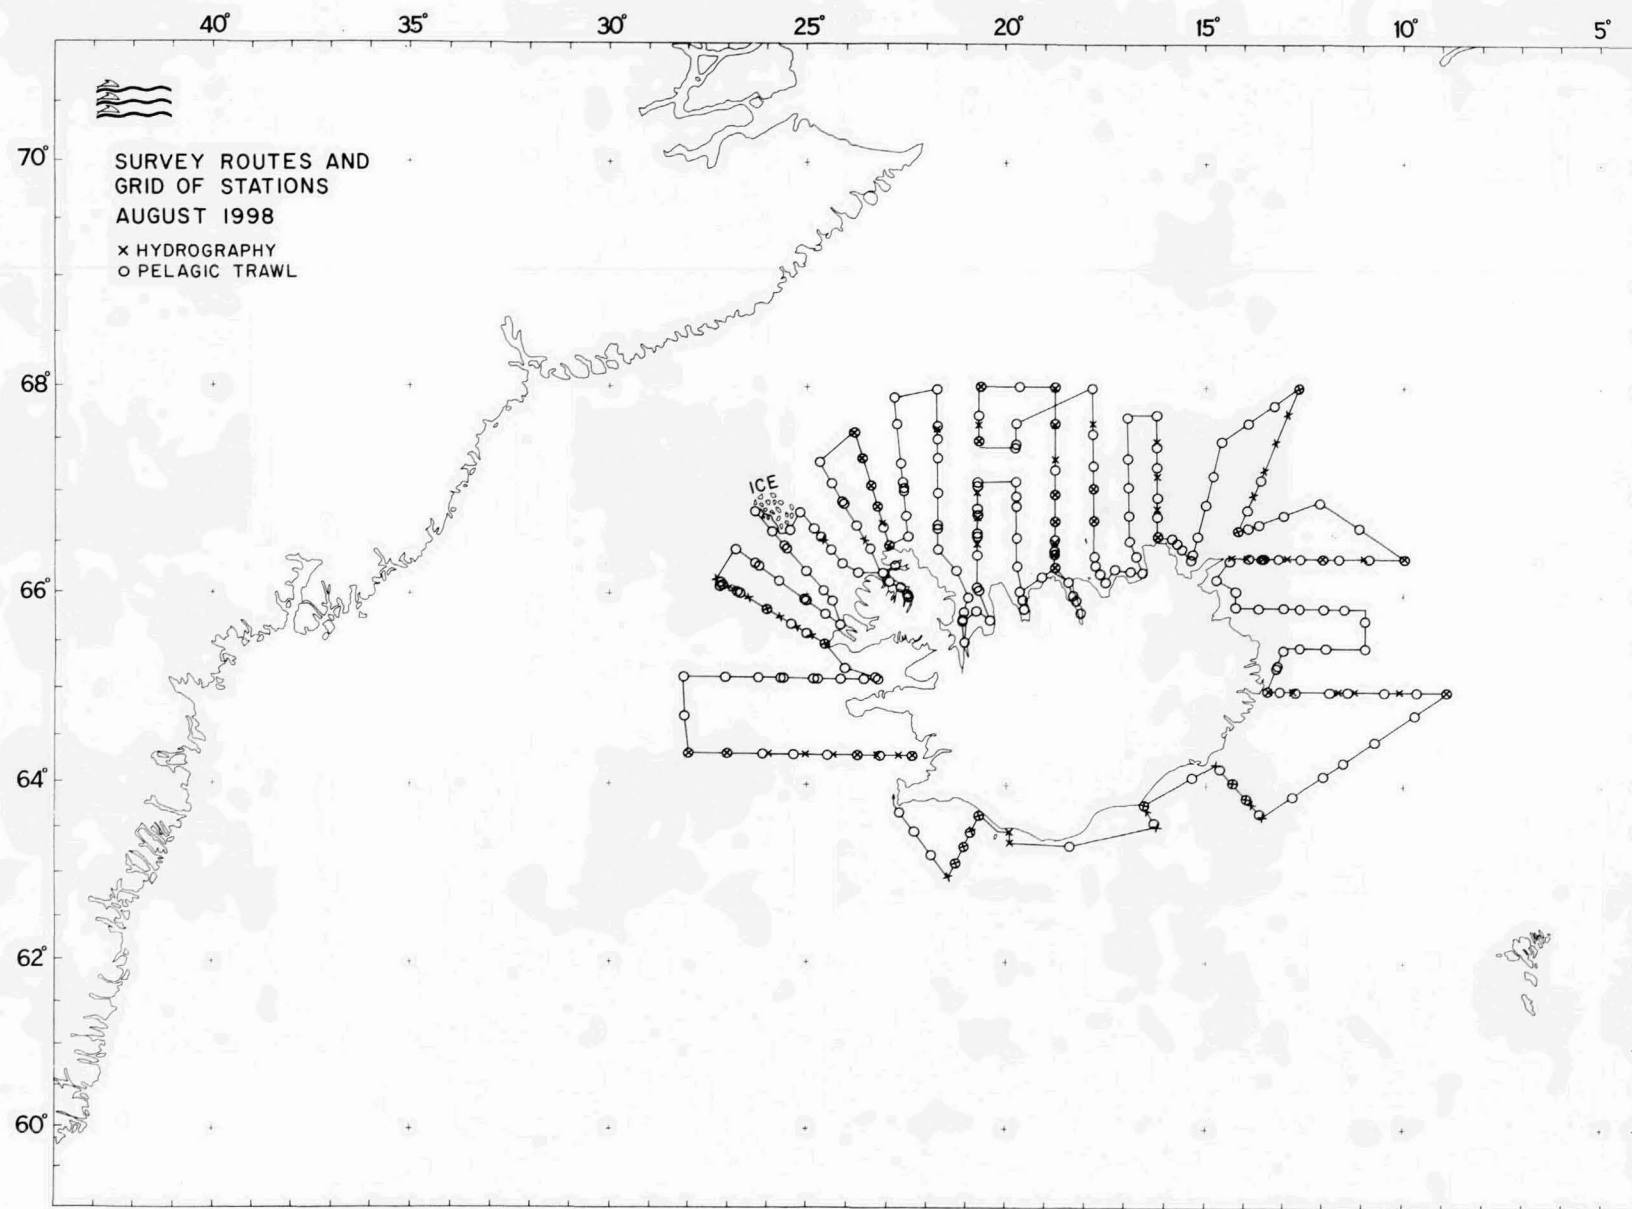 40° 35° 30° 25° 20° 15° 10° 5°
70°
SURVEY ROUTES AND
GRID OF STATIONS
AUGUST 1998
x HYDROGRAPHY
o PELAGIC TRAWL
68°
ICE
66°
64°
62°
60°